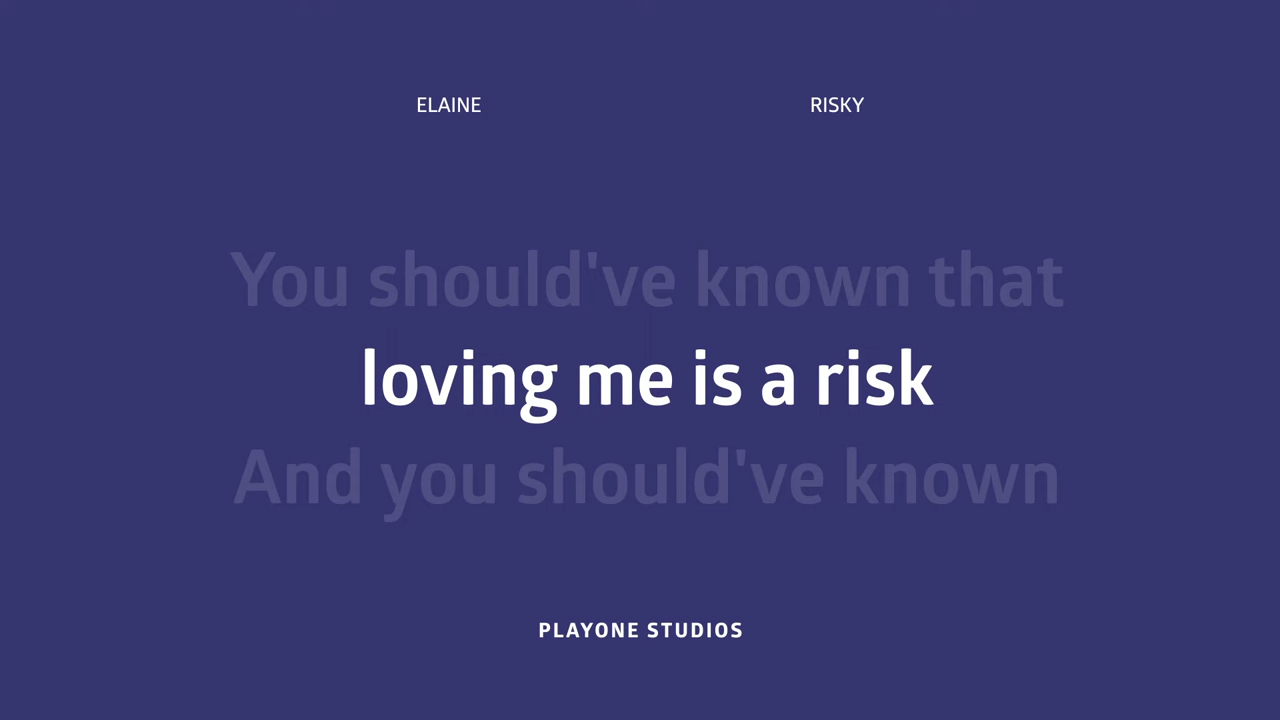 ELAINE RISKY
You should've known that
loving me is a risk
And you should've known
PLAYONE STUDIOS